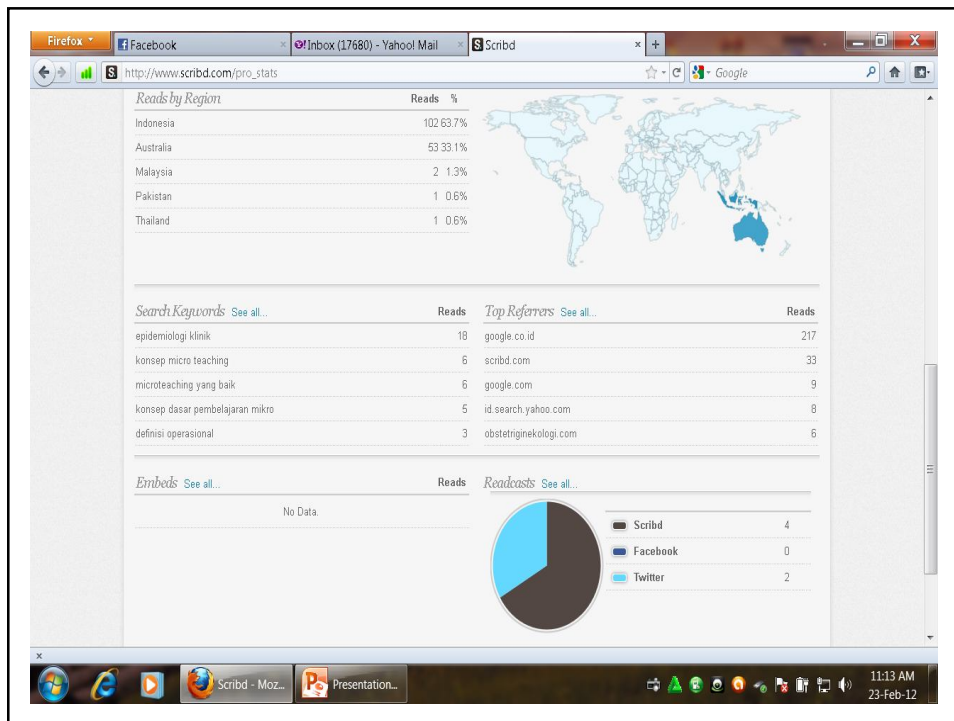 Firefox
Facebook
Inbox (17680) - Yahoo! Mail
Scribd
http://www.scribd.com/pro_stats
Google
Reads by Region Reads %
Indonesia 102 63.7%
Australia 53 33.1%
Malaysia 2 1.3%
Pakistan 1 0.6%
Thailand 1 0.6%
Search Keywords See all... Reads
epidemiologi klinik 18
konsep micro teaching 6
microteaching yang baik 6
konsep dasar pembelajaran mikro 5
definisi operasional 3
Top Referrers See all... Reads
google.co.id 217
scribd.com 33
google.com 9
id.search.yahoo.com 8
obstetriginekologi.com 6
Embeds See all... Reads
No Data.
Readcasts See all...
Scribd 4
Facebook 0
Twitter 2
Scribd - Moz...
Presentation...
11:13 AM
23-Feb-12